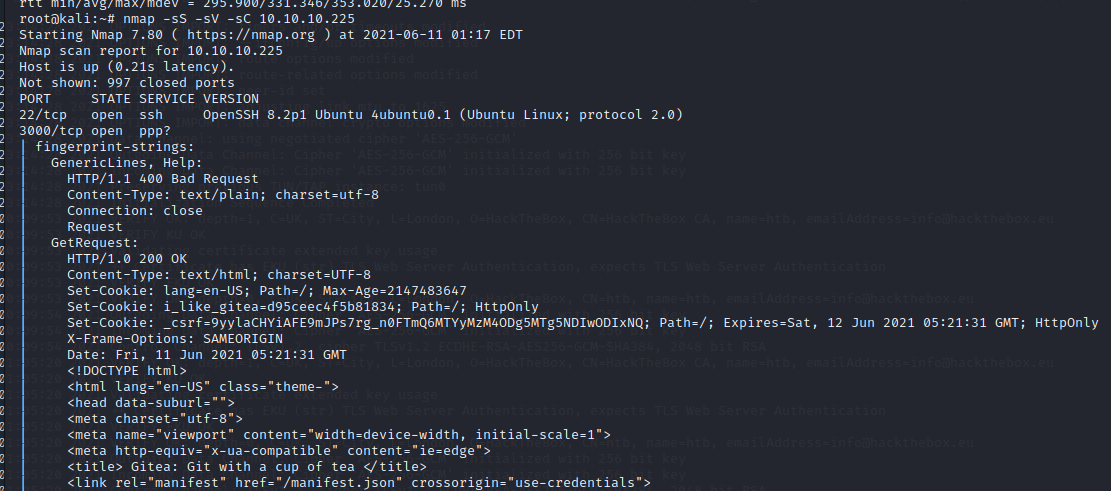 rtt min/avg/max/mdev = 295.900/331.346/353.020/25.270 ms
root@kali:~# nmap -sS -sV -sC 10.10.10.225
Starting Nmap 7.80 ( https://nmap.org ) at 2021-06-11 01:17 EDT
Nmap scan report for 10.10.10.225
Host is up (0.21s latency).
Not shown: 997 closed ports
PORT     STATE SERVICE VERSION
22/tcp   open  ssh     OpenSSH 8.2p1 Ubuntu 4ubuntu0.1 (Ubuntu Linux; protocol 2.0)
3000/tcp open  ppp?
| fingerprint-strings:
|   GenericLines, Help:
|     HTTP/1.1 400 Bad Request
|     Content-Type: text/plain; charset=utf-8
|     Connection: close
|     Request
|   GetRequest:
|     HTTP/1.0 200 OK
|     Content-Type: text/html; charset=UTF-8
|     Set-Cookie: lang=en-US; Path=/; Max-Age=2147483647
|     Set-Cookie: i_like_gitea=d95ceec4f5b81834; Path=/; HttpOnly
|     Set-Cookie: _csrf=9yylaCHYiAFE9mJPs7rg_n0FTmQ6MTYyMzM4ODg5MTg5NDIwODIxNQ; Path=/; Expires=Sat, 12 Jun 2021 05:21:31 GMT; HttpOnly
|     X-Frame-Options: SAMEORIGIN
|     Date: Fri, 11 Jun 2021 05:21:31 GMT
|     <!DOCTYPE html>
|     <html lang="en-US" class="theme-">
|     <head data-suburl="">
|     <meta charset="utf-8">
|     <meta name="viewport" content="width=device-width, initial-scale=1">
|     <meta http-equiv="x-ua-compatible" content="ie=edge">
|     <title> Gitea: Git with a cup of tea </title>
|     <link rel="manifest" href="/manifest.json" crossorigin="use-credentials">